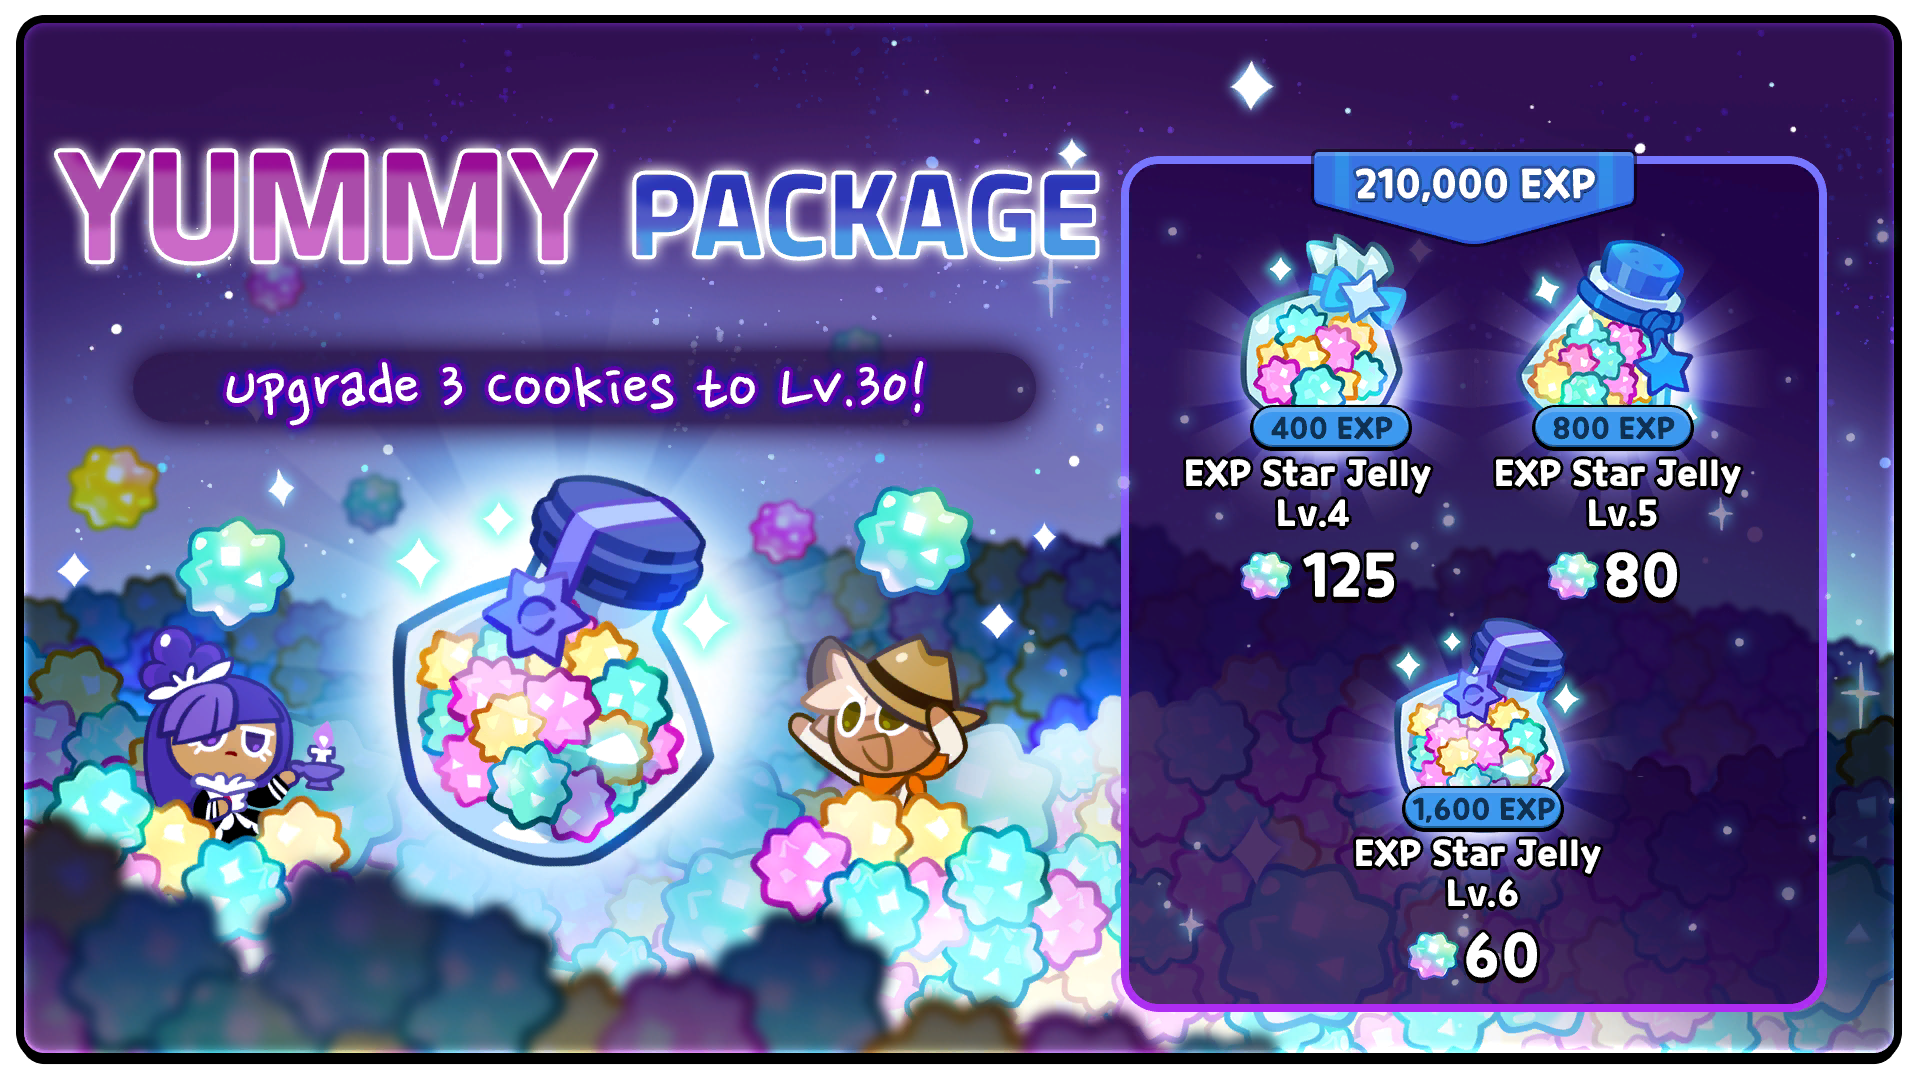 YUMMY PACKAGE
Upgrade 3 cookies to Lv.30!
210,000 EXP
400 EXP
EXP Star Jelly
Lv.4
125
800 EXP
EXP Star Jelly
Lv.5
80
1,600 EXP
EXP Star Jelly
Lv.6
60